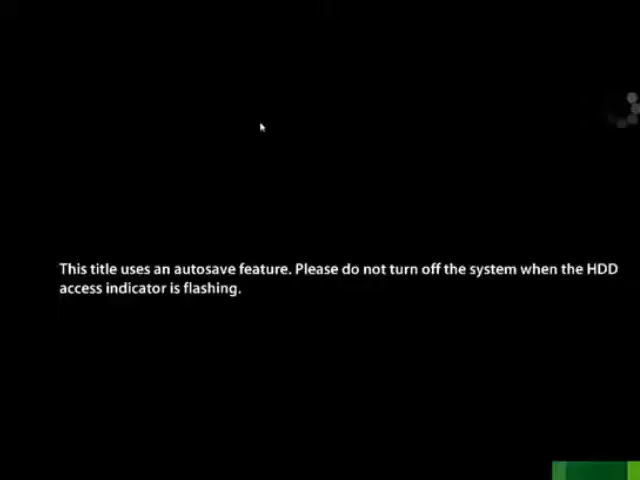 This title uses an autosave feature. Please do not turn off the system when the HDD
access indicator is flashing.